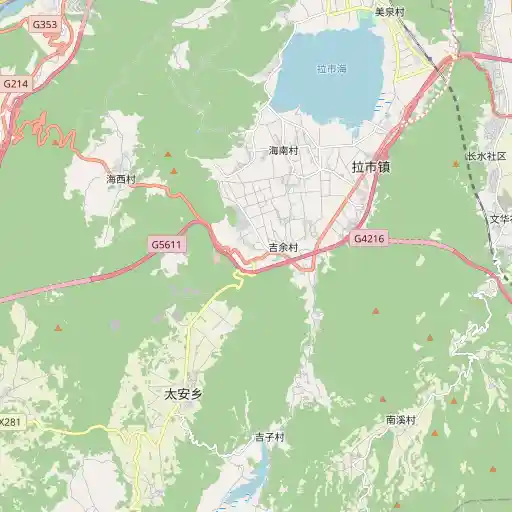 美泉村
G353
拉市海
G214
海南村
长水社区
拉市镇
海西村
文华社
G5611
吉余村
G4216
太安乡
X281
南溪村
吉子村